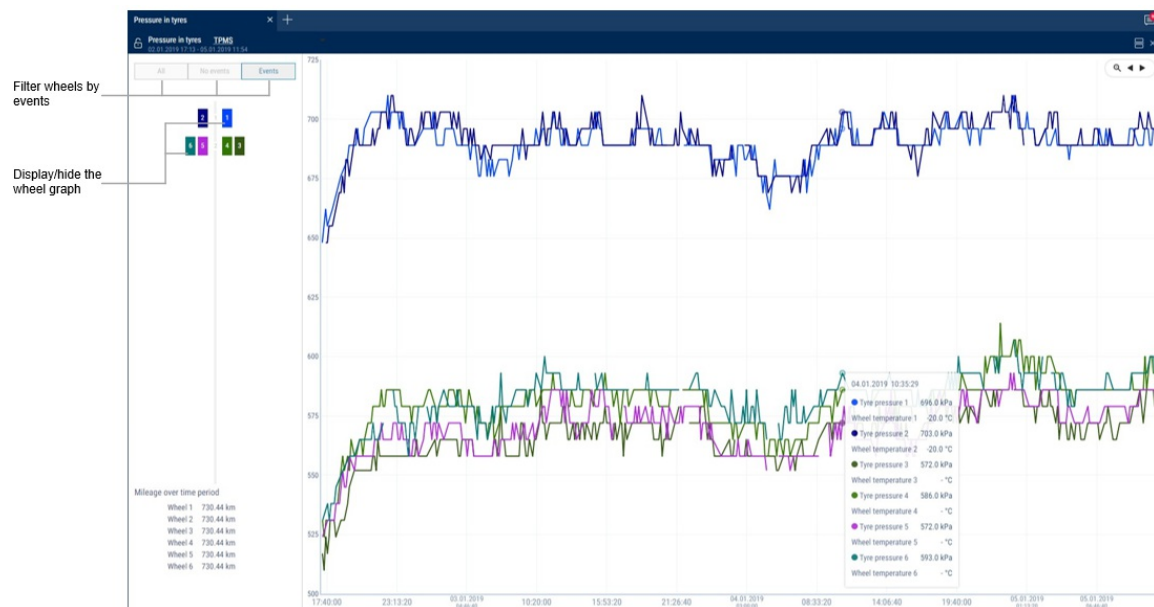 Pressure in tyres
Pressure in tyres TPMS
02.01.2019 17:13 - 05.01.2019 11:54
Filter wheels by
events
All No events Events
2 1
6 5 4 3
Display/hide the
wheel graph
725
700
675
650
625
600
575
550
525
500
04.01.2019 10:35:29
Tyre pressure 1 696.0 kPa
Wheel temperature 1 -20.0 °C
Tyre pressure 2 703.0 kPa
Wheel temperature 2 -20.0 °C
Tyre pressure 3 572.0 kPa
Wheel temperature 3 - °C
Tyre pressure 4 586.0 kPa
Wheel temperature 4 - °C
Tyre pressure 5 572.0 kPa
Wheel temperature 5 - °C
Tyre pressure 6 593.0 kPa
Wheel temperature 6 - °C
Mileage over time period
Wheel 1 730.44 km
Wheel 2 730.44 km
Wheel 3 730.44 km
Wheel 4 730.44 km
Wheel 5 730.44 km
Wheel 6 730.44 km
17:40:00 23:13:20 03.01.2019 10:20:00 15:53:20 21:26:40 04.01.2019 08:33:20 14:06:40 19:40:00 05.01.2019 05.01.2019